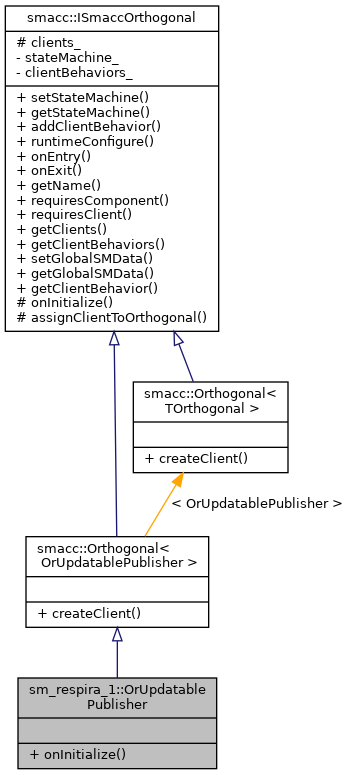 smacc::ISmaccOrthogonal
# clients_
- stateMachine_
- clientBehaviors_
+ setStateMachine()
+ getStateMachine()
+ addClientBehavior()
+ runtimeConfigure()
+ onEntry()
+ onExit()
+ getName()
+ requiresComponent()
+ requiresClient()
+ getClients()
+ getClientBehaviors()
+ setGlobalSMData()
+ getGlobalSMData()
+ getClientBehavior()
# onInitialize()
# assignClientToOrthogonal()
smacc::Orthogonal<
TOrthogonal >
+ createClient()
< OrUpdatablePublisher >
smacc::Orthogonal<
OrUpdatablePublisher >
+ createClient()
sm_respira_1::OrUpdatable
Publisher
+ onInitialize()